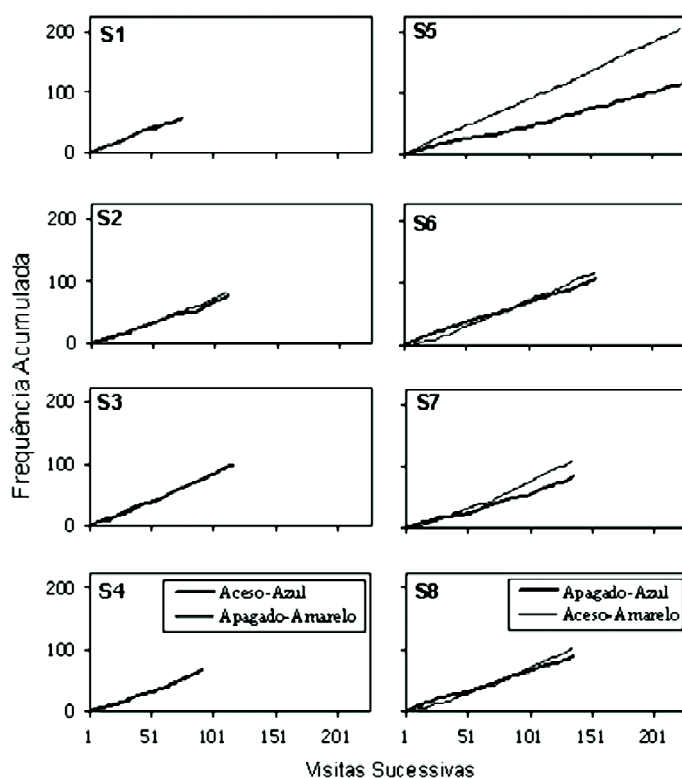 S1
S5
200
100
0
S2
S6
200
100
0
Frequência Acumulada
S3
S7
200
100
0
S4
Aceso-Azul
Apagado-Amarelo
S8
Apagado-Azul
Aceso-Amarelo
200
100
0
1 51 101 151 201
1 51 101 151 201
Visitas Sucessivas